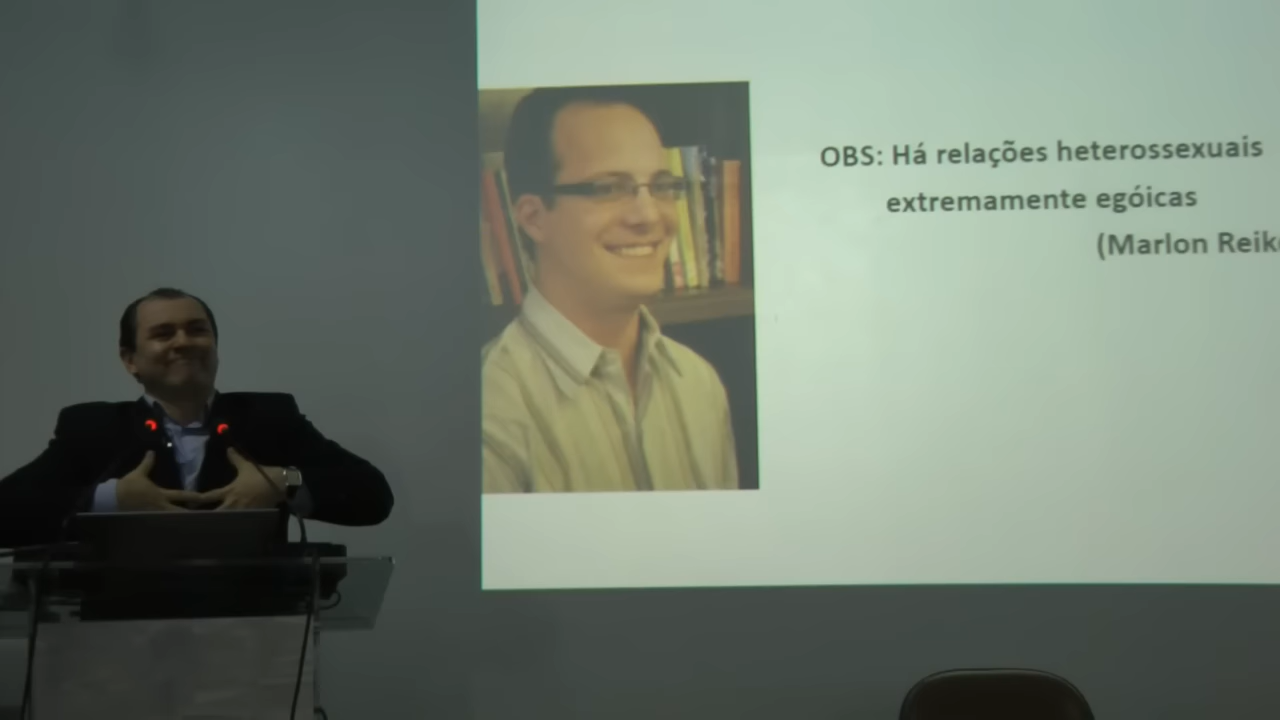 OBS: Há relações heterossexuais
extremamente egóicas
(Marlon Reik